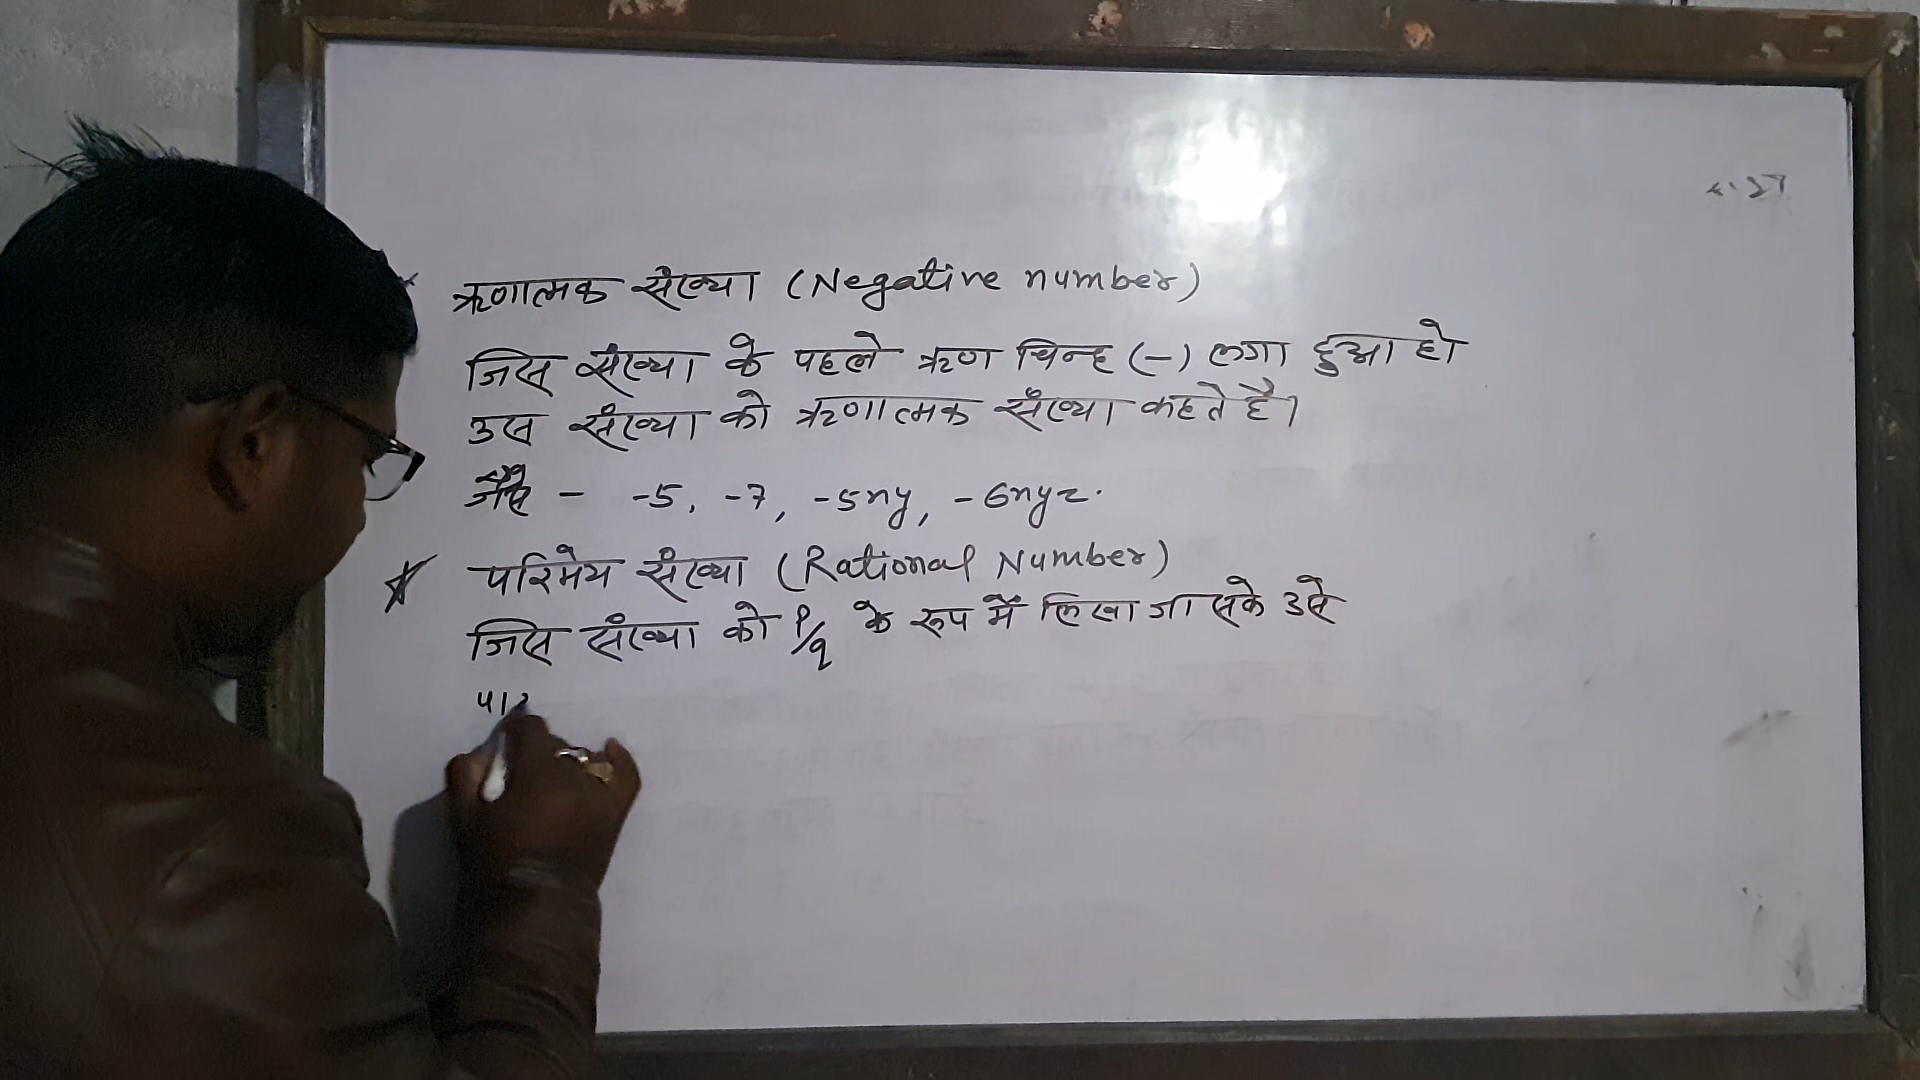 ऋणात्मक संख्या (Negative number)
जिस संख्या के पहले ऋण चिन्ह (-) लगा हुआ हो
उस संख्या को ऋणात्मक संख्या कहते है।
जैसे - -5, -7, -5xy, -6xyz.
परिमेय संख्या (Rational Number)
जिस संख्या को P/q के रूप में लिखा जा सके उसे